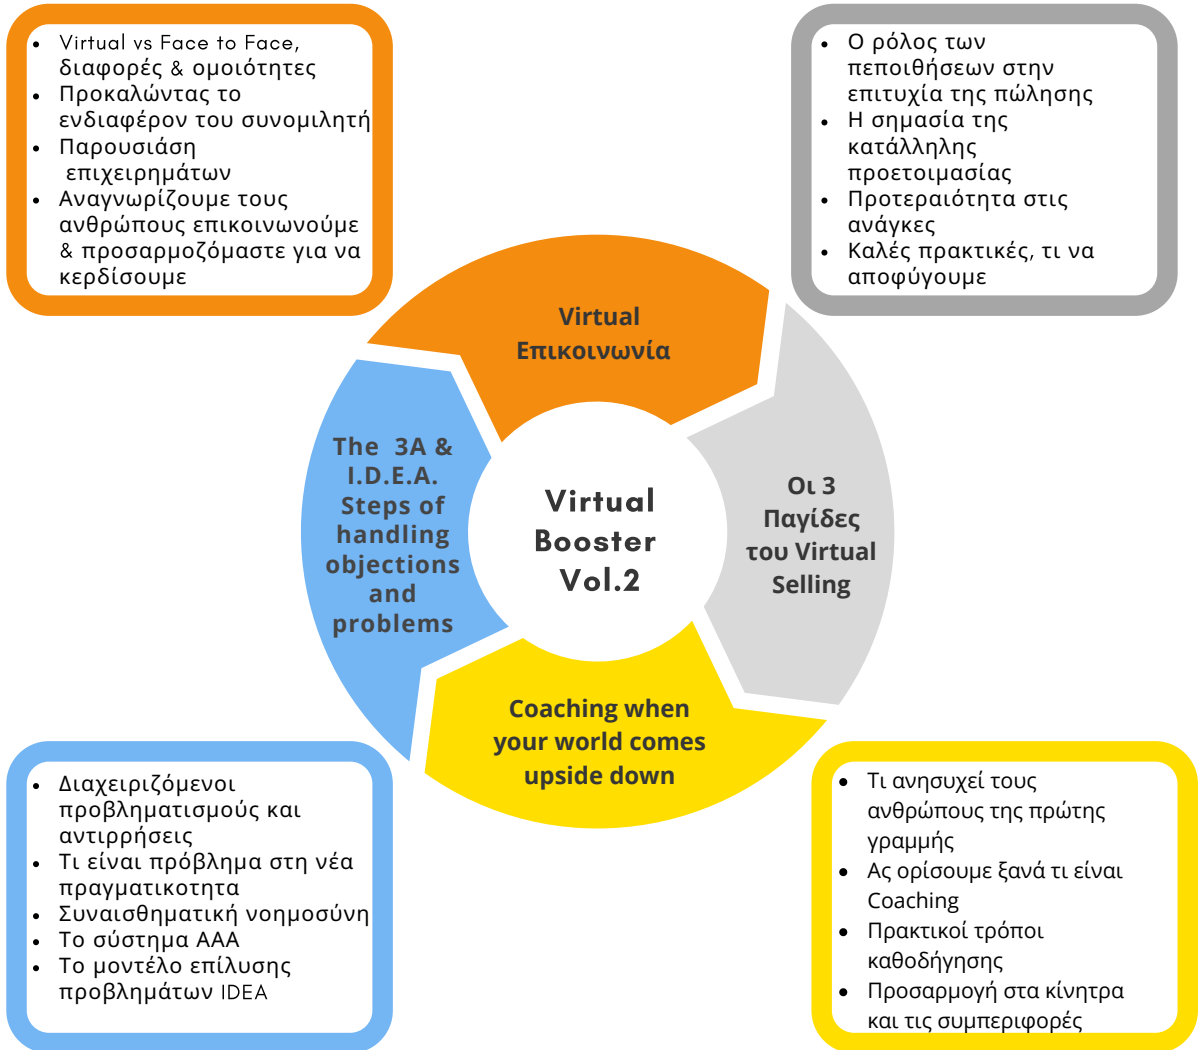 • Virtual vs Face to Face,
διαφορές & ομοιότητες
• Προκαλώντας το
ενδιαφέρον του συνομιλητή
• Παρουσιάση
επιχειρημάτων
• Αναγνωρίζουμε τους
ανθρώπους επικοινωνούμε
& προσαρμοζόμαστε για να
κερδίσουμε
• Ο ρόλος των
πεποιθήσεων στην
επιτυχία της πώλησης
• Η σημασία της
κατάλληλης
προετοιμασίας
• Προτεραιότητα στις
ανάγκες
• Καλές πρακτικές, τι να
αποφύγουμε
Virtual
Επικοινωνία
The 3A &
I.D.E.A.
Steps of
handling
objections
and
problems
Virtual
Booster
Vol.2
Οι 3
Παγίδες
του Virtual
Selling
Coaching when
your world comes
upside down
• Διαχειριζόμενοι
προβληματισμούς και
αντιρρήσεις
• Τι είναι πρόβλημα στη νέα
πραγματικοτητα
• Συναισθηματική νοημοσύνη
• Το σύστημα ΑΑΑ
• Το μοντέλο επίλυσης
προβλημάτων IDEA
• Τι ανησυχεί τους
ανθρώπους της πρώτης
γραμμής
• Ας ορίσουμε ξανά τι είναι
Coaching
• Πρακτικοί τρόποι
καθοδήγησης
• Προσαρμογή στα κίνητρα
και τις συμπεριφορές